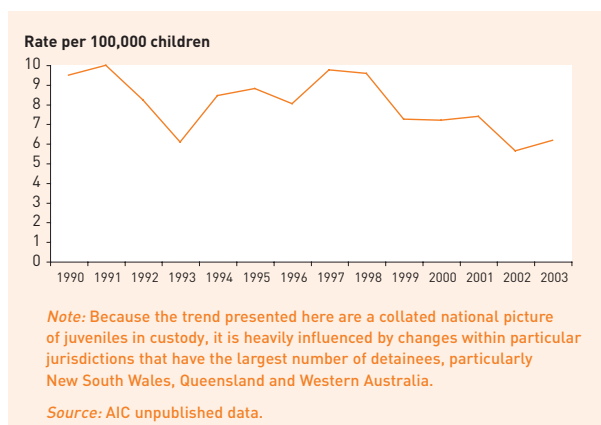 Rate per 100,000 children
10
9
8
7
6
5
4
3
2
1
0
1990 1991 1992 1993 1994 1995 1996 1997 1998 1999 2000 2001 2002 2003
Note: Because the trend presented here are a collated national picture
of juveniles in custody, it is heavily influenced by changes within particular
jurisdictions that have the largest number of detainees, particularly
New South Wales, Queensland and Western Australia.
Source: AIC unpublished data.